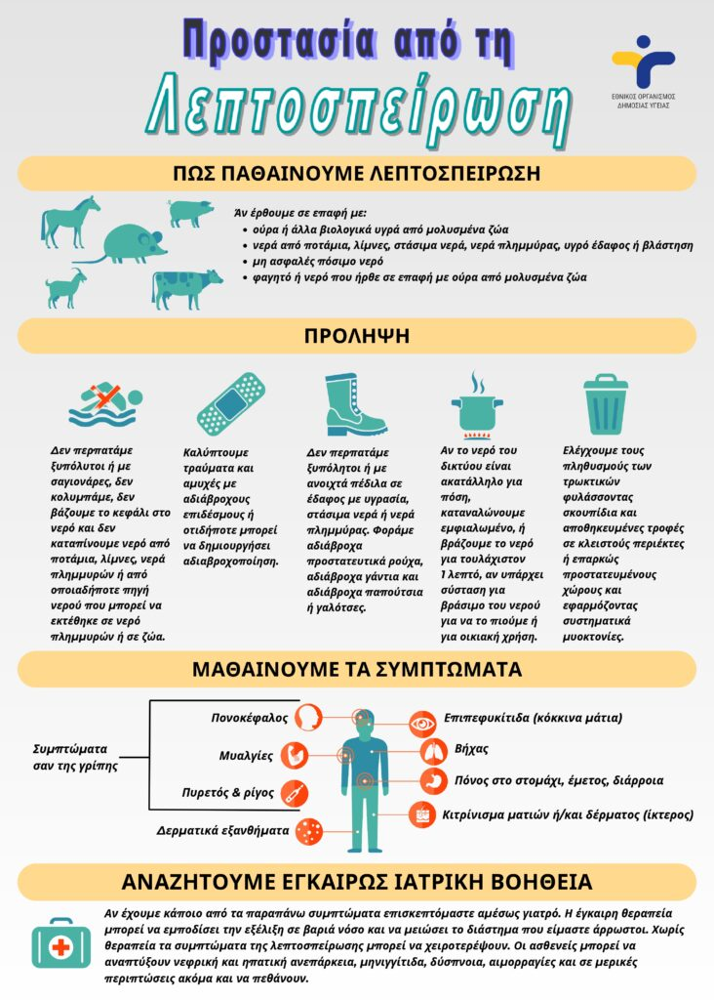 Προστασία από τη
Λεπτοσπείρωση
ΕΘΝΙΚΟΣ ΟΡΓΑΝΙΣΜΟΣ
ΔΗΜΟΣΙΑΣ ΥΓΕΙΑΣ
ΠΩΣ ΠΑΘΑΙΝΟΥΜΕ ΛΕΠΤΟΣΠΕΙΡΩΣΗ
Άν έρθουμε σε επαφή με:
• ούρα ή άλλα βιολογικά υγρά από μολυσμένα ζώα
• νερά από ποτάμια, λίμνες, στάσιμα νερά, νερά πλημμύρας, υγρό έδαφος ή βλάστηση
• μη ασφαλές πόσιμο νερό
• φαγητό ή νερό που ήρθε σε επαφή με ούρα από μολυσμένα ζώα
ΠΡΟΛΗΨΗ
Δεν περπατάμε
ξυπόλυτοι ή με
σαγιονάρες, δεν
κολυμπάμε, δεν
βάζουμε το κεφάλι στο
νερό και δεν
καταπίνουμε νερό από
ποτάμια, λίμνες, νερά
πλημμυρών ή από
οποιαδήποτε πηγή
νερού που μπορεί να
εκτέθηκε σε νερό
πλημμυρών ή σε ζώα.
Καλύπτουμε
τραύματα και
αμυχές με
αδιάβροχους
επιδέσμους ή
οτιδήποτε μπορεί
να δημιουργήσει
αδιαβροχοποίηση.
Δεν περπατάμε
ξυπόλητοι ή με
ανοιχτά πέδιλα σε
έδαφος με υγρασία,
στάσιμα νερά ή νερά
πλημμύρας. Φοράμε
αδιάβροχα
προστατευτικά ρούχα,
αδιάβροχα γάντια και
αδιάβροχα παπούτσια
ή γαλότσες.
Αν το νερό του
δικτύου είναι
ακατάλληλο για
πόση,
καταναλώνουμε
εμφιαλωμένο, ή
βράζουμε το νερό
για τουλάχιστον
1 λεπτό, αν υπάρχει
σύσταση για
βράσιμο του νερού
για να το πιούμε ή
για οικιακή χρήση.
Ελέγχουμε τους
πληθυσμούς των
τρωκτικών
φυλάσσοντας
σκουπίδια και
αποθηκευμένες τροφές
σε κλειστούς περιέκτες
ή επαρκώς
προστατευμένους
χώρους και
εφαρμόζοντας
συστηματικά
μυοκτονίες.
ΜΑΘΑΙΝΟΥΜΕ ΤΑ ΣΥΜΠΤΩΜΑΤΑ
Συμπτώματα
σαν της γρίπης
Πονοκέφαλος
Μυαλγίες
Πυρετός & ρίγος
Δερματικά εξανθήματα
Επιπεφυκίτιδα (κόκκινα μάτια)
Βήχας
Πόνος στο στομάχι, έμετος, διάρροια
Κιτρίνισμα ματιών ή/και δέρματος (ίκτερος)
ΑΝΑΖΗΤΟΥΜΕ ΕΓΚΑΙΡΩΣ ΙΑΤΡΙΚΗ ΒΟΗΘΕΙΑ
Αν έχουμε κάποιο από τα παραπάνω συμπτώματα επισκεπτόμαστε αμέσως γιατρό. Η έγκαιρη θεραπεία
μπορεί να εμποδίσει την εξέλιξη σε βαριά νόσο και να μειώσει το διάστημα που είμαστε άρρωστοι. Χωρίς
θεραπεία τα συμπτώματα της λεπτοσπείρωσης μπορεί να χειροτερέψουν. Οι ασθενείς μπορεί να
αναπτύξουν νεφρική και ηπατική ανεπάρκεια, μηνιγγίτιδα, δύσπνοια, αιμορραγίες και σε μερικές
περιπτώσεις ακόμα και να πεθάνουν.